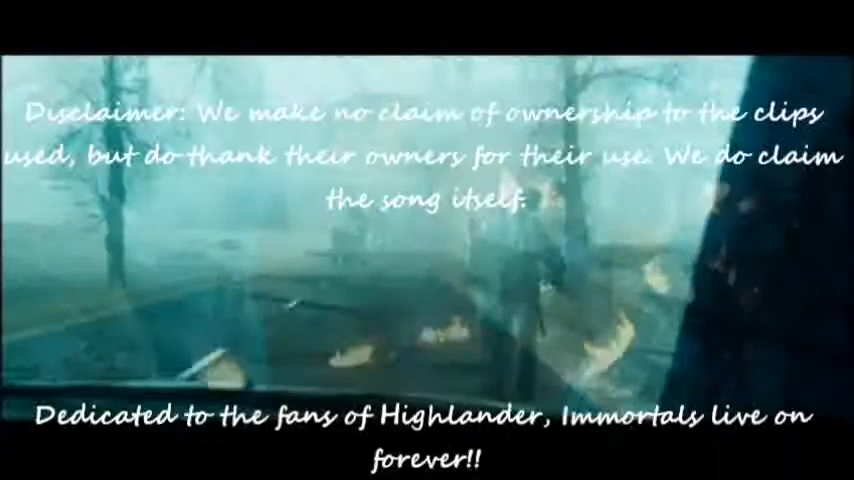 Disclaimer: We make no claim of ownership to the clips
used, but do thank their owners for their use. We do claim
the song itself.
Dedicated to the fans of Highlander, Immortals live on
forever!!